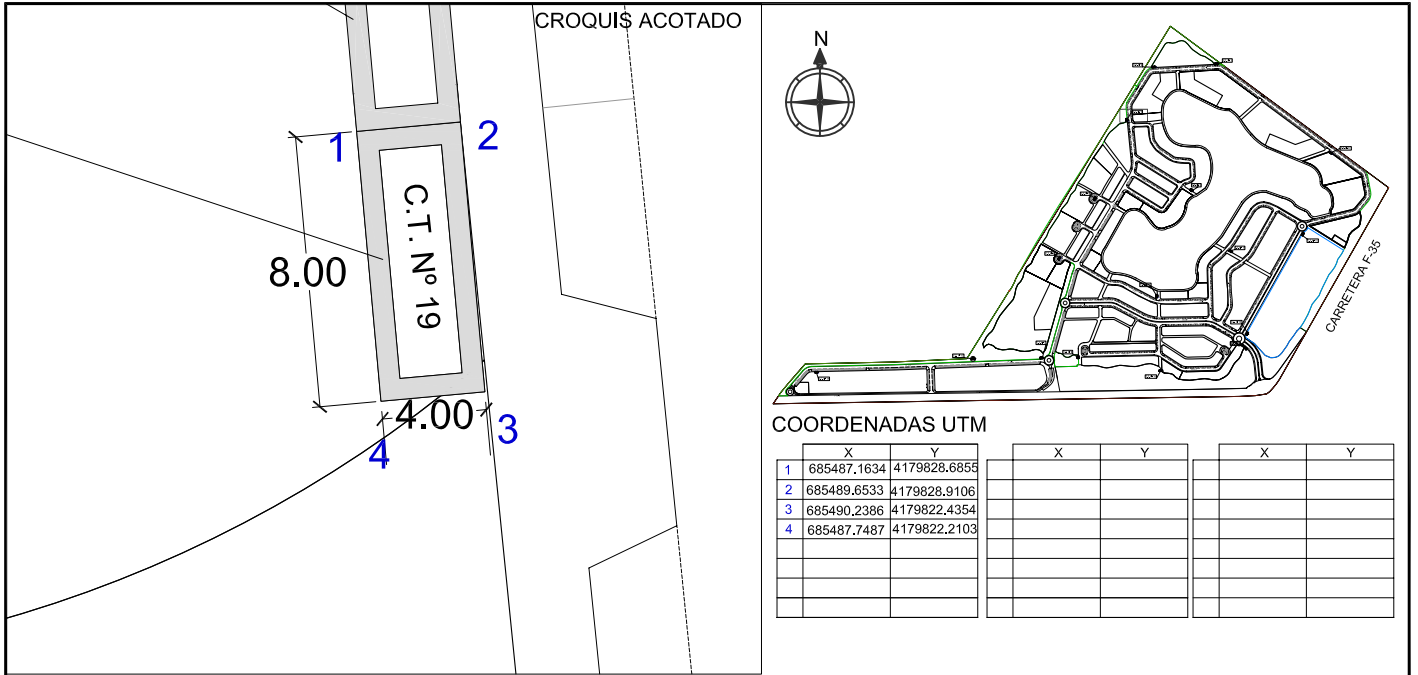 CROQUIS ACOTADO
1
2
8.00
C.T. Nº 19
4.00
3
4
N
CARRETERA F-35
COORDENADAS UTM
X Y X Y X Y
1 685487.1634 4179828.6855
2 685489.6533 4179828.9106
3 685490.2386 4179822.4354
4 685487.7487 4179822.2103